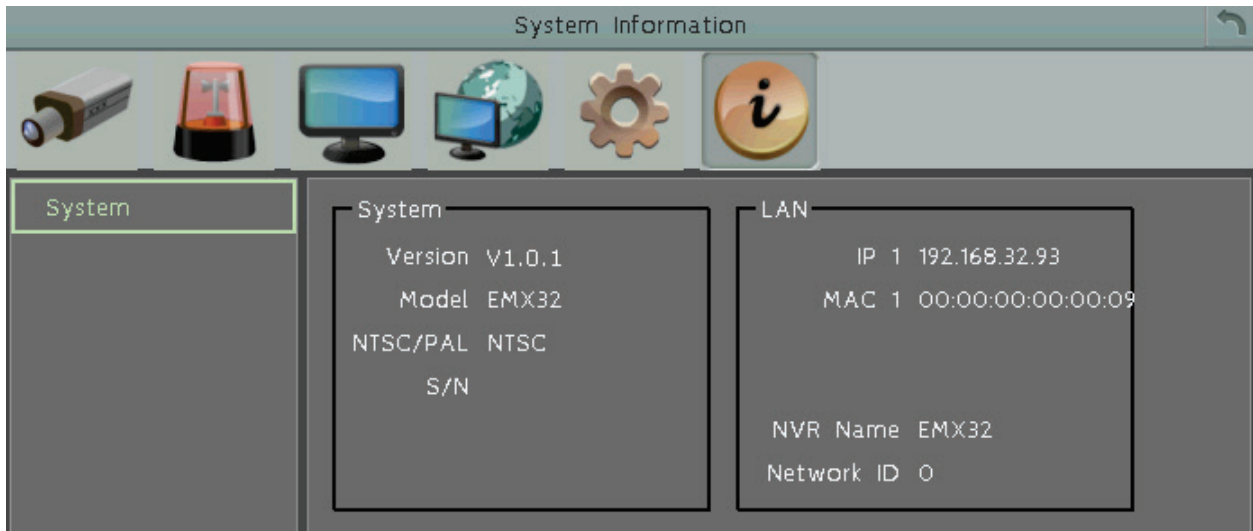 System Information
System
System
Version V1.0.1
Model EMX32
NTSC/PAL NTSC
S/N
LAN
IP 1 192.168.32.93
MAC 1 00:00:00:00:00:09
NVR Name EMX32
Network ID 0